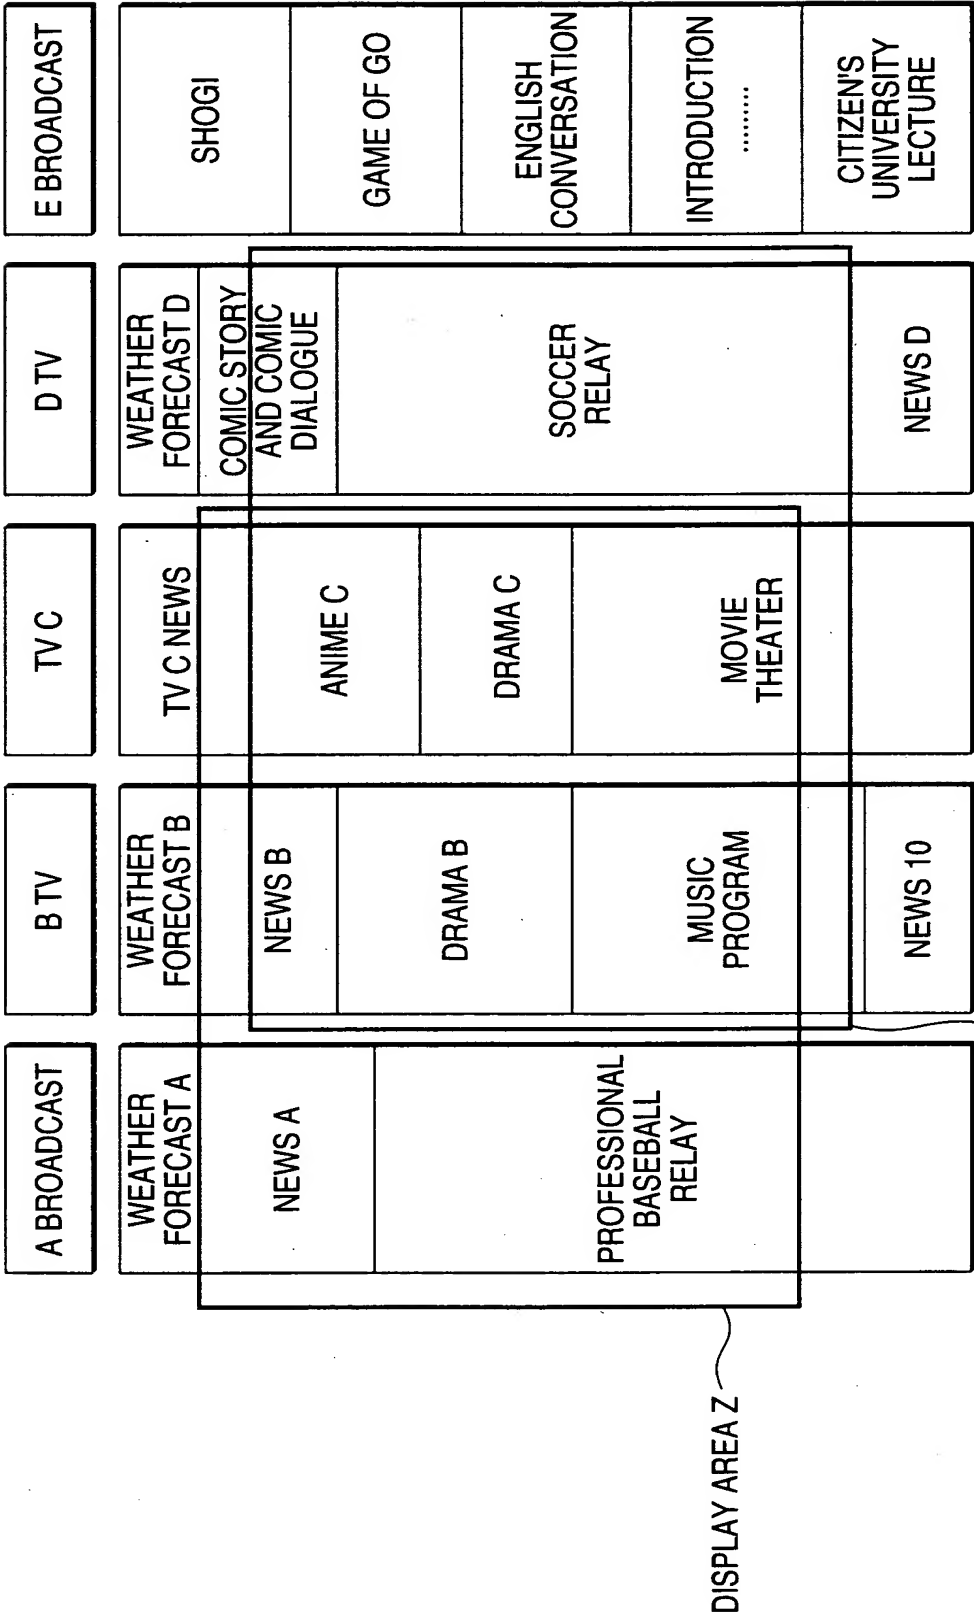 A BROADCAST
WEATHER
FORECAST A
NEWS A
PROFESSIONAL
BASEBALL
RELAY
B TV
WEATHER
FORECAST B
NEWS B
DRAMA B
MUSIC
PROGRAM
NEWS 10
TV C
TV C NEWS
ANIME C
DRAMA C
MOVIE
THEATER
D TV
WEATHER
FORECAST D
COMIC STORY
AND COMIC
DIALOGUE
SOCCER
RELAY
NEWS D
E BROADCAST
SHOGI
GAME OF GO
ENGLISH
CONVERSATION
INTRODUCTION
.........
CITIZEN'S
UNIVERSITY
LECTURE
DISPLAY AREA Z